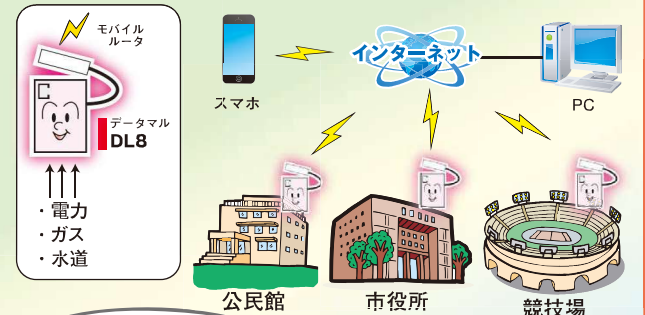 モバイル
ルータ
C
データマル
DL8
・電力
・ガス
・水道
スマホ
インターネット
PC
公民館
市役所
競技場